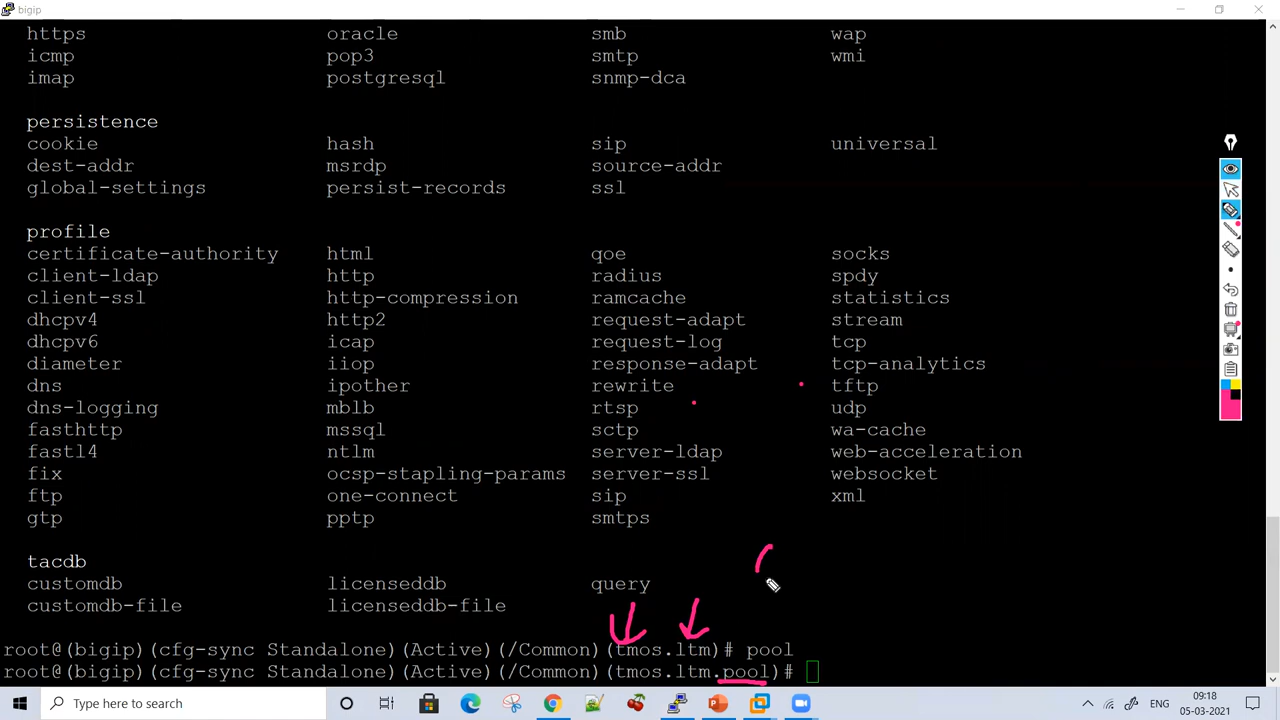 bigip
https oracle smb wap
icmp pop3 smtp wmi
imap postgresql snmp-dca
persistence
cookie hash sip universal
dest-addr msrdp source-addr
global-settings persist-records ssl
profile
certificate-authority html qoe socks
client-ldap http radius spdy
client-ssl http-compression ramcache statistics
dhcpv4 http2 request-adapt stream
dhcpv6 icap request-log tcp
diameter iiop response-adapt tcp-analytics
dns ipother rewrite tftp
dns-logging mblb rtsp udp
fasthttp mssql sctp wa-cache
fastl4 ntlm server-ldap web-acceleration
fix ocsp-stapling-params server-ssl websocket
ftp one-connect sip xml
gtp pptp smtps
tacdb
customdb licenseddb query
customdb-file licenseddb-file
root@(bigip)(cfg-sync Standalone)(Active)(/Common)(tmos.ltm)# pool
root@(bigip)(cfg-sync Standalone)(Active)(/Common)(tmos.ltm.pool)#
Type here to search
ENG
09:18
05-03-2021